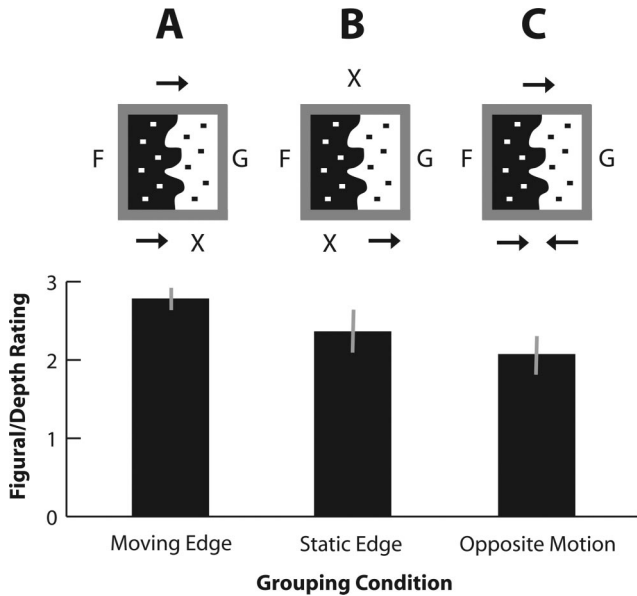 A B C
X
F G F G F G
X X
3
2
1
0
Figural/Depth Rating
Moving Edge Static Edge Opposite Motion
Grouping Condition